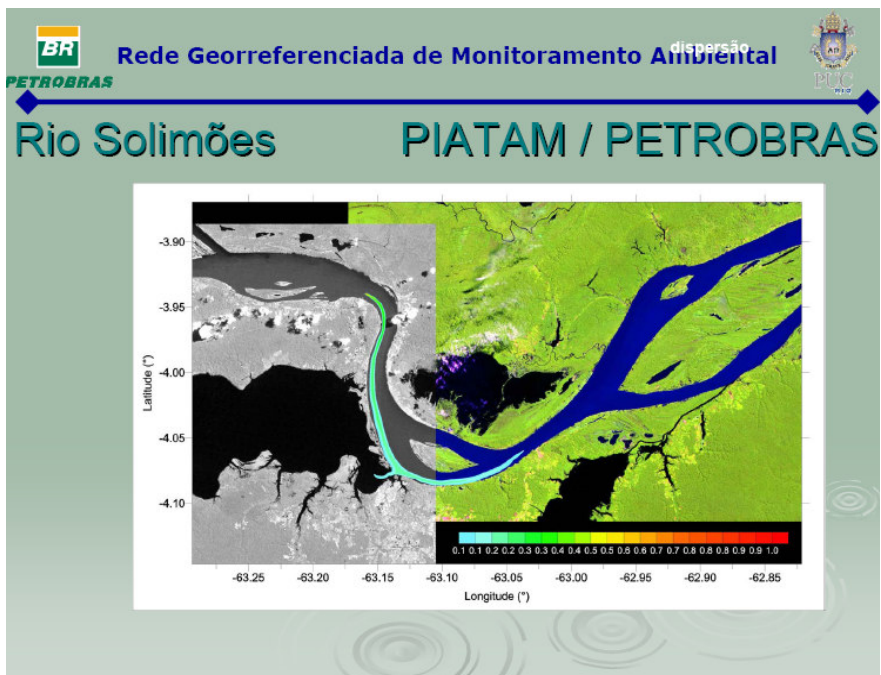 BR
PETROBRAS
Rede Georreferenciada de Monitoramento Ambiental
dispersão
PUC
RIO
Rio Solimões
PIATAM / PETROBRAS
-3.90
-3.95
-4.00
-4.05
-4.10
Latitude (°)
0.1 0.1 0.2 0.2 0.3 0.3 0.4 0.4 0.5 0.5 0.6 0.6 0.7 0.7 0.8 0.8 0.9 0.9 1.0
-63.25 -63.20 -63.15 -63.10 -63.05 -63.00 -62.95 -62.90 -62.85
Longitude (°)